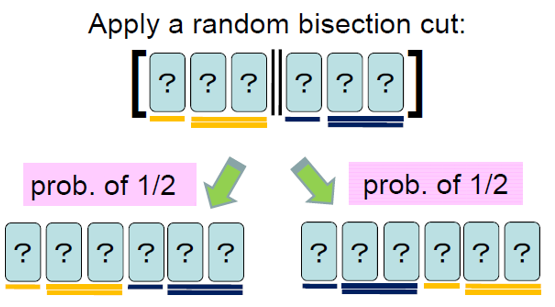 Apply a random bisection cut:
[ ? ? ? || ? ? ? ]
prob. of 1/2
prob. of 1/2
? ? ? ? ? ? ? ? ? ? ? ?